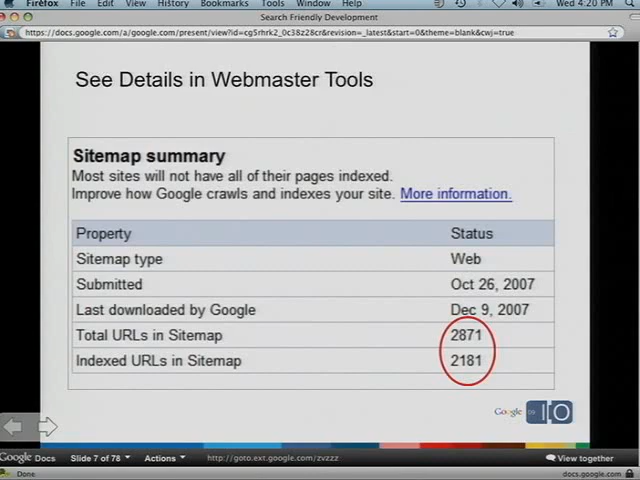 Firefox File Edit View History Bookmarks Tools Window Help Wed 4:20 PM
Search Friendly Development
https://docs.google.com/a/google.com/present/view?id=cg5rhrk2_0c38z28cr&revision=_latest&start=0&theme=blank&cwj=true
See Details in Webmaster Tools
Sitemap summary
Most sites will not have all of their pages indexed.
Improve how Google crawls and indexes your site. More information.
Property Status
Sitemap type Web
Submitted Oct 26, 2007
Last downloaded by Google Dec 9, 2007
Total URLs in Sitemap 2871
Indexed URLs in Sitemap 2181
Google IO
Google Docs Slide 7 of 78 Actions http://goto.ext.google.com/zvzzz View together
Done docs.google.com